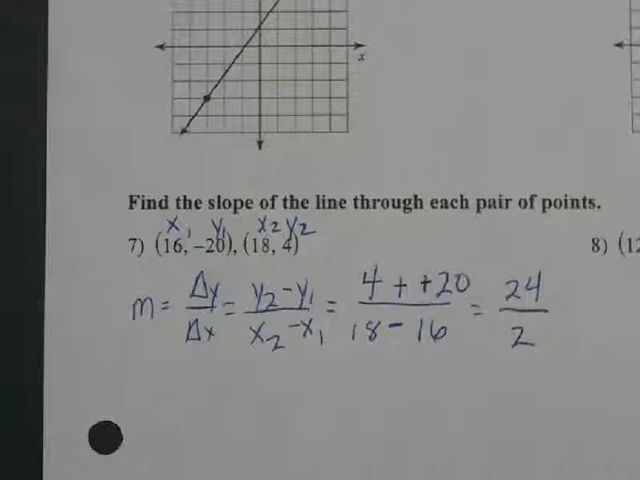 x
Find the slope of the line through each pair of points.
x₁ y₁ x₂ y₂
7) (16, −20), (18, 4)
8) (12
m = Δy/Δx = y₂ − y₁/x₂ − x₁ = 4 + +20/18 − 16 = 24/2